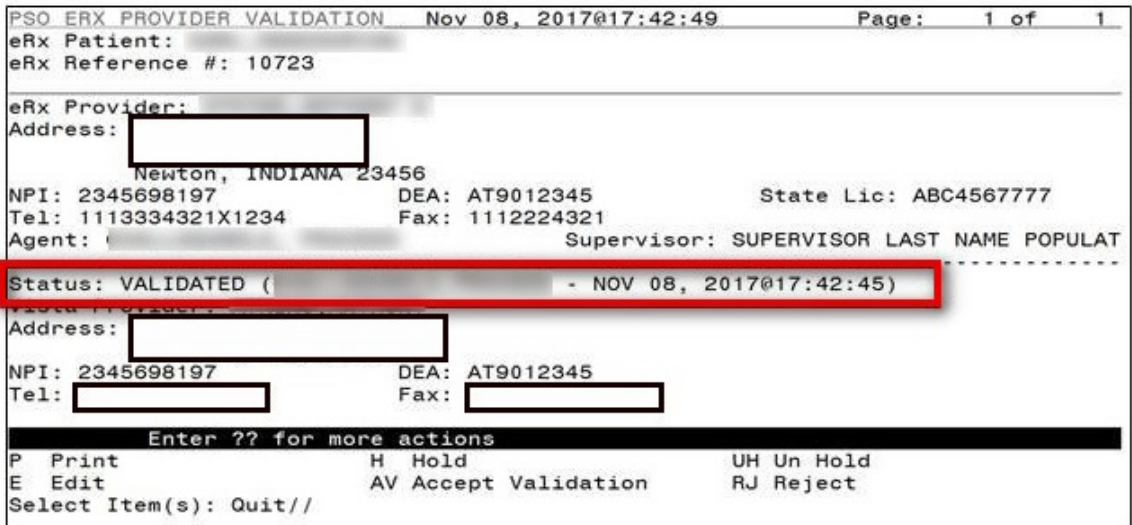 PSO ERX PROVIDER VALIDATION Nov 08, 2017@17:42:49 Page: 1 of 1
eRx Patient:
eRx Reference #: 10723
eRx Provider:
Address:
Newton, INDIANA 23456
NPI: 2345698197 DEA: AT9012345 State Lic: ABC4567777
Tel: 1113334321X1234 Fax: 1112224321
Agent: Supervisor: SUPERVISOR LAST NAME POPULAT
Status: VALIDATED ( - NOV 08, 2017@17:42:45)
Vista Provider:
Address:
NPI: 2345698197 DEA: AT9012345
Tel: Fax:
Enter ?? for more actions
P Print H Hold UH Un Hold
E Edit AV Accept Validation RJ Reject
Select Item(s): Quit//